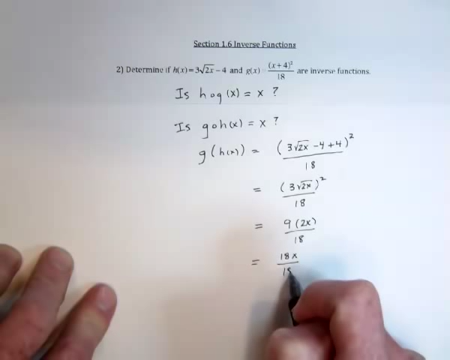 Section 1.6 Inverse Functions
2) Determine if h(x)=3√2x−4 and g(x) (x+4)²/18 are inverse functions.
Is h o g (x) = x ?
Is g o h(x) = x ?
g(h(x)) = (3√2x −4+4)²/18
= (3√2x)²/18
= 9(2x)/18
= 18x/18